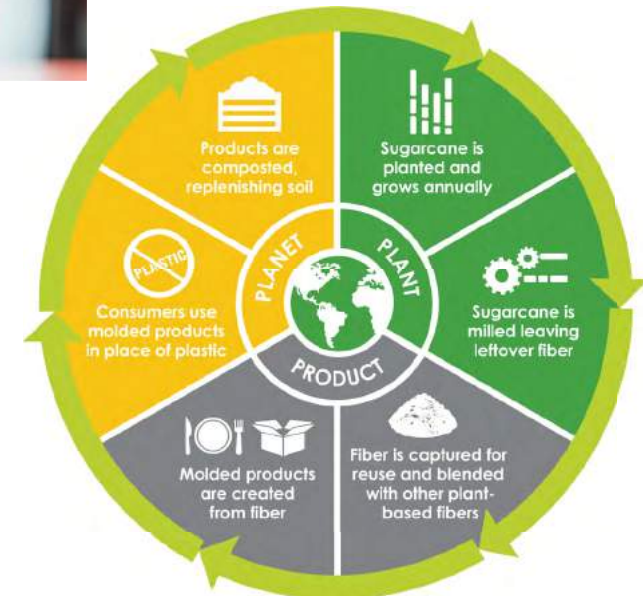 Products are
composted,
replenishing soil
Sugarcane is
planted and
grows annually
PLASTIC
Consumers use
molded products
in place of plastic
PLANET
PLANT
Sugarcane is
milled leaving
leftover fiber
PRODUCT
Molded products
are created
from fiber
Fiber is captured for
reuse and blended
with other plant-
based fibers